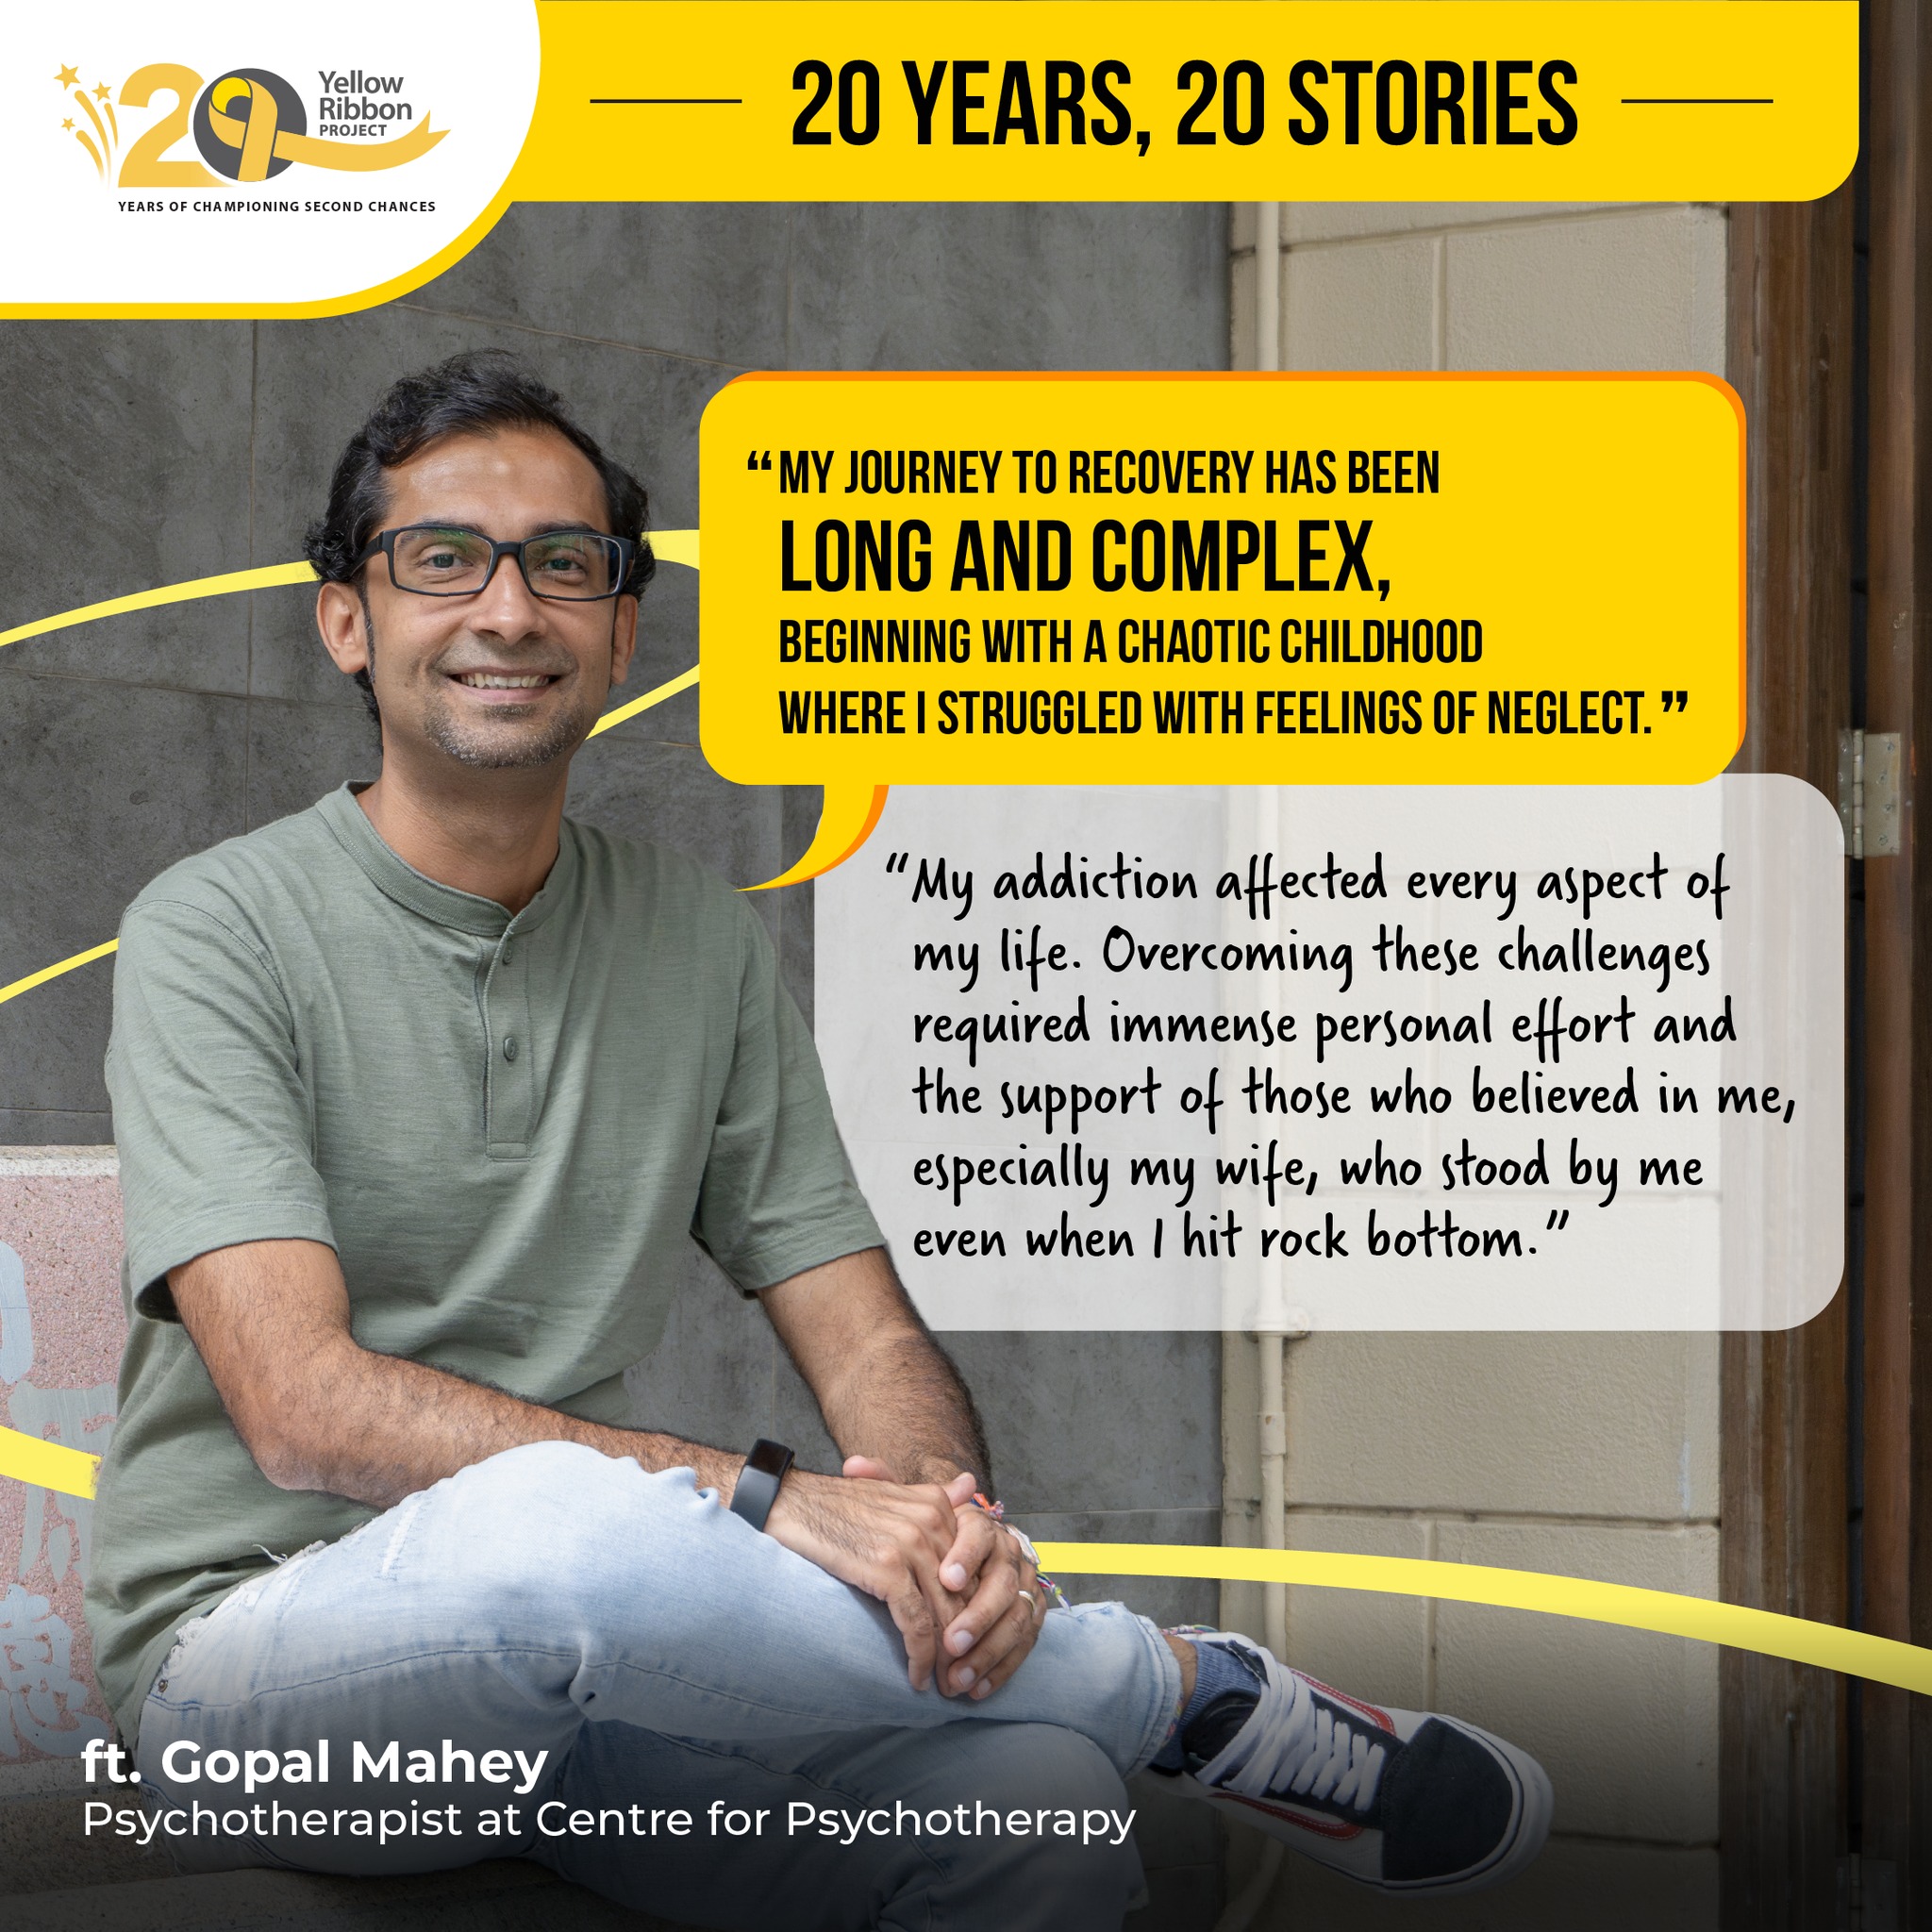 20
Yellow
Ribbon
PROJECT
YEARS OF CHAMPIONING SECOND CHANCES
20 YEARS, 20 STORIES
“MY JOURNEY TO RECOVERY HAS BEEN
LONG AND COMPLEX,
BEGINNING WITH A CHAOTIC CHILDHOOD
WHERE I STRUGGLED WITH FEELINGS OF NEGLECT.”
“My addiction affected every aspect of
my life. Overcoming these challenges
required immense personal effort and
the support of those who believed in me,
especially my wife, who stood by me
even when I hit rock bottom.”
ft. Gopal Mahey
Psychotherapist at Centre for Psychotherapy